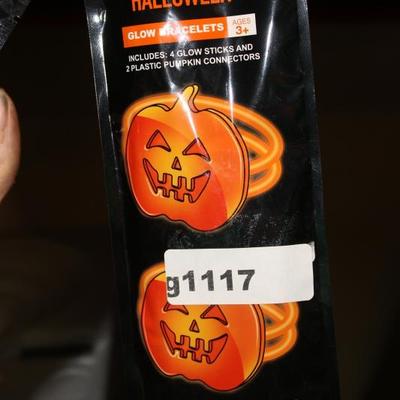 HALLOWEEN
GLOW BRACELETS AGES 3+
INCLUDES: 4 GLOW STICKS AND
2 PLASTIC PUMPKIN CONNECTORS
g1117